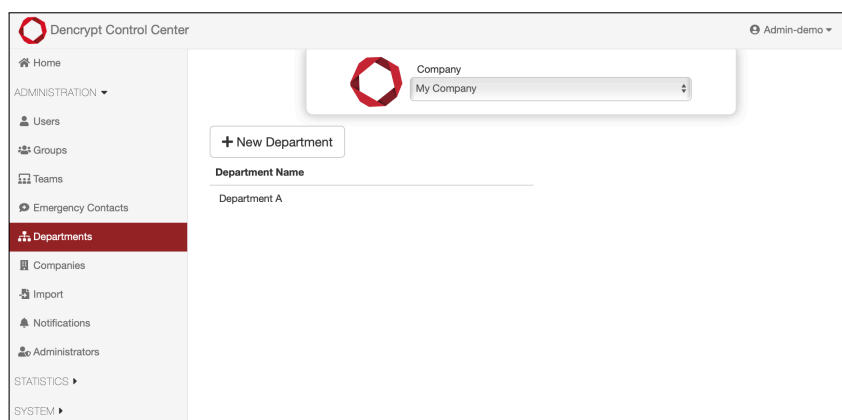 Dencrypt Control Center
Admin-demo
Home
ADMINISTRATION
Users
Groups
Teams
Emergency Contacts
Departments
Companies
Import
Notifications
Administrators
STATISTICS
SYSTEM
Company
My Company
New Department
Department Name
Department A